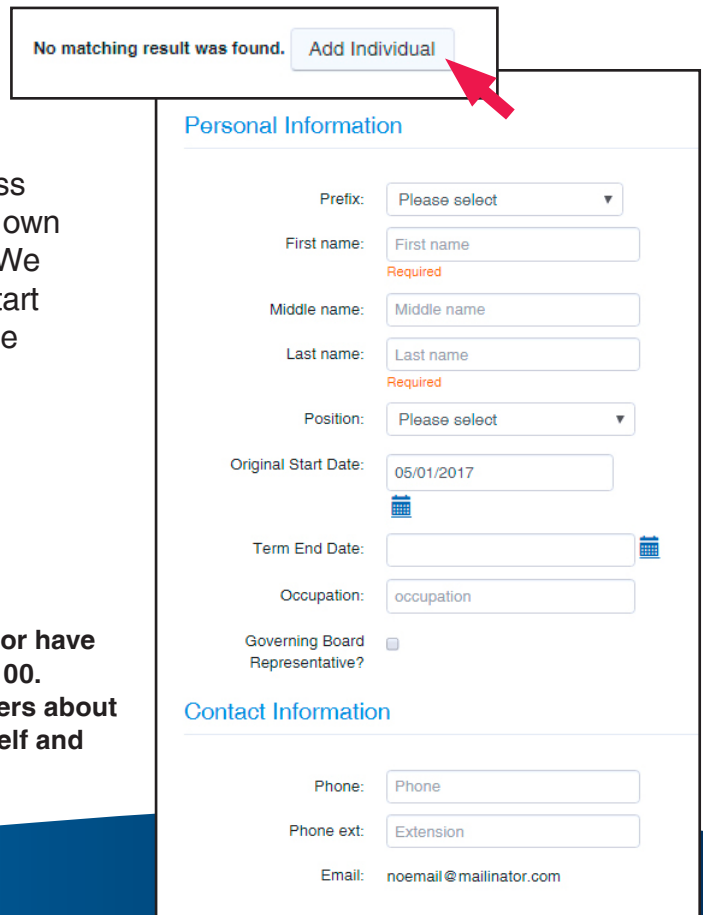 No matching result was found. Add Individual
Personal Information
ss
own
We
tart
e
or have
00.
ers about
elf and
Prefix: Please select
First name: First name
Required
Middle name: Middle name
Last name: Last name
Required
Position: Please select
Original Start Date: 05/01/2017
Term End Date:
Occupation: occupation
Governing Board
Representative?
Contact Information
Phone: Phone
Phone ext: Extension
Email: noemail@mailinator.com